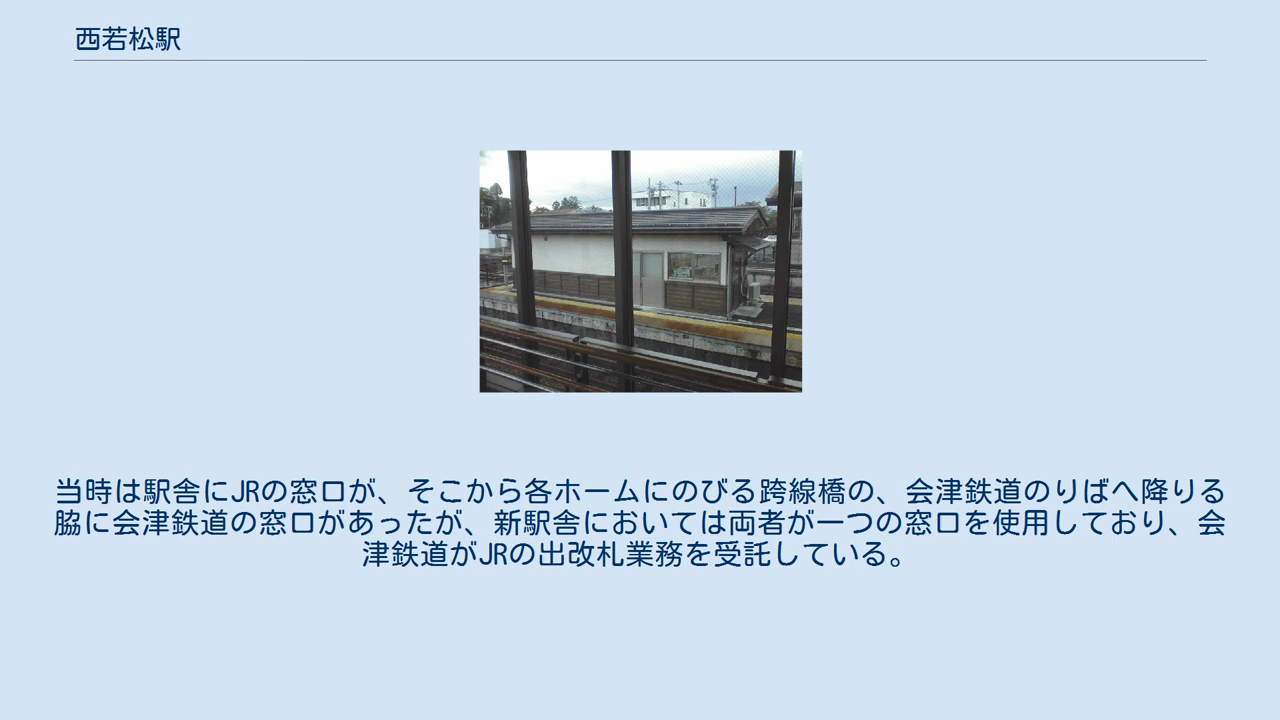 西若松駅
当時は駅舎にJRの窓口が、そこから各ホームにのびる跨線橋の、会津鉄道のりばへ降りる
脇に会津鉄道の窓口があったが、新駅舎においては両者が一つの窓口を使用しており、会
津鉄道がJRの出改札業務を受託している。